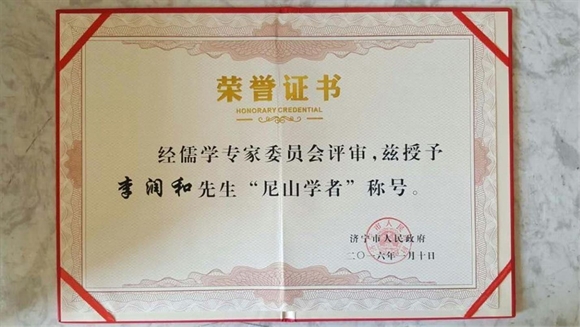 荣誉证书
HONORARY CREDENTIAL
经儒学专家委员会评审，兹授予
李润和先生“尼山学者”称号。
济宁市人民政府
二〇一六年一月十日